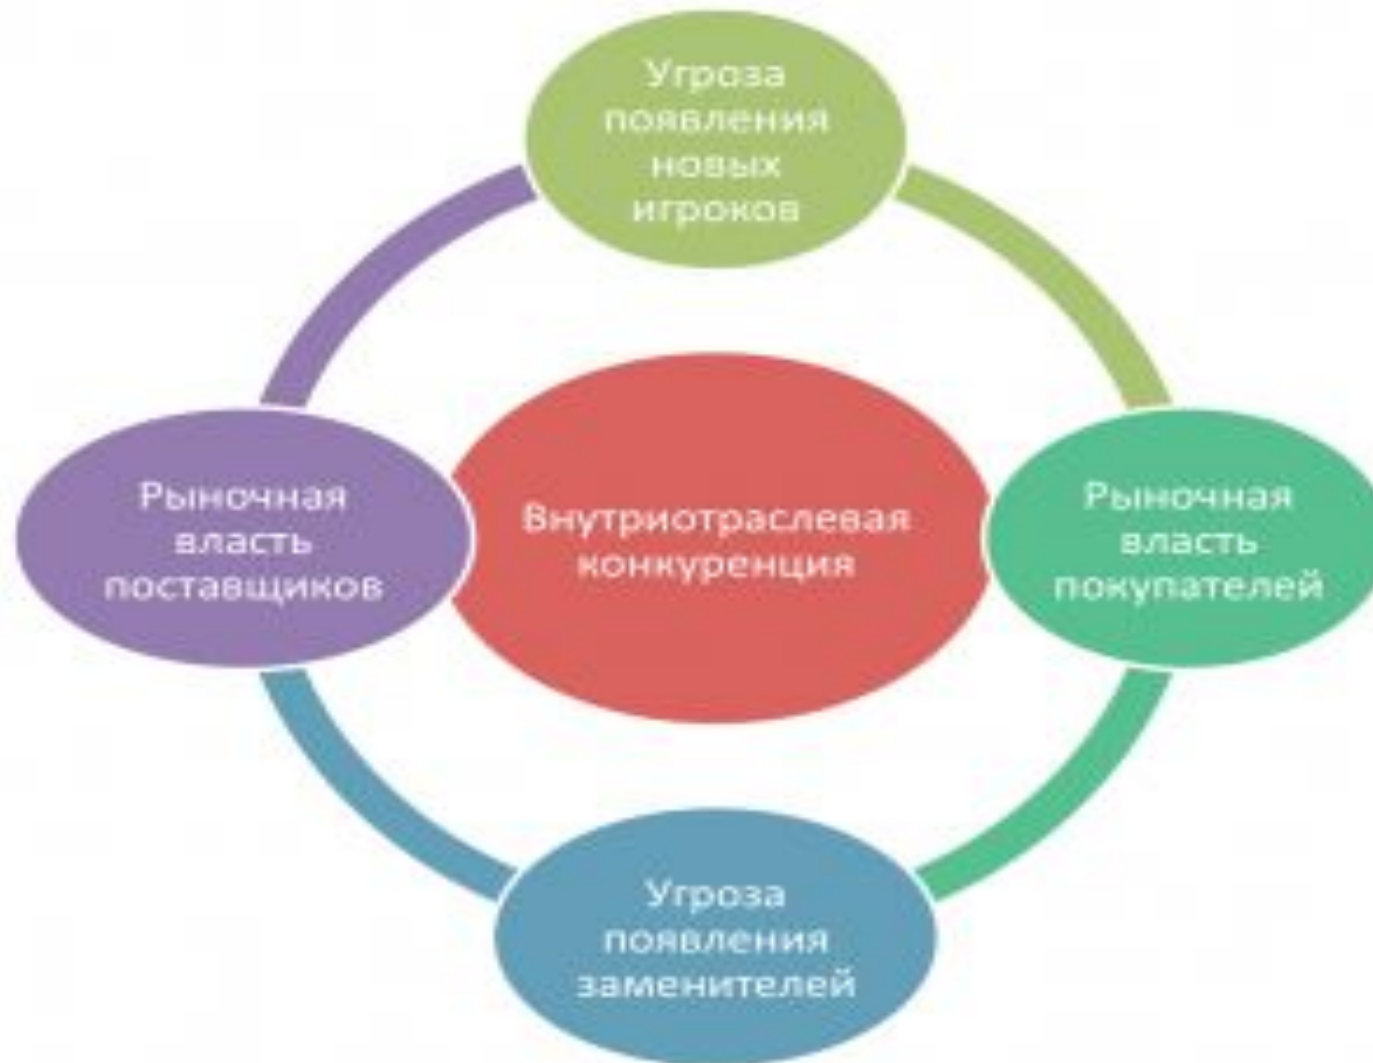 Угроза
появления
новых
игроков
Рыночная
власть
поставщиков
Внутриотраслевая
конкуренция
Рыночная
власть
покупателей
Угроза
появления
заменителей